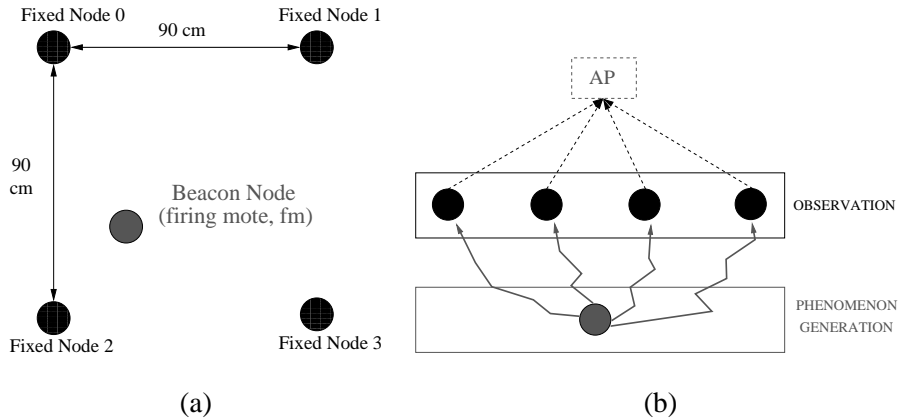 Fixed Node 0
Fixed Node 1
90 cm
90
cm
Beacon Node
(firing mote, fm)
Fixed Node 2
Fixed Node 3
(a)
AP
OBSERVATION
PHENOMENON
GENERATION
(b)